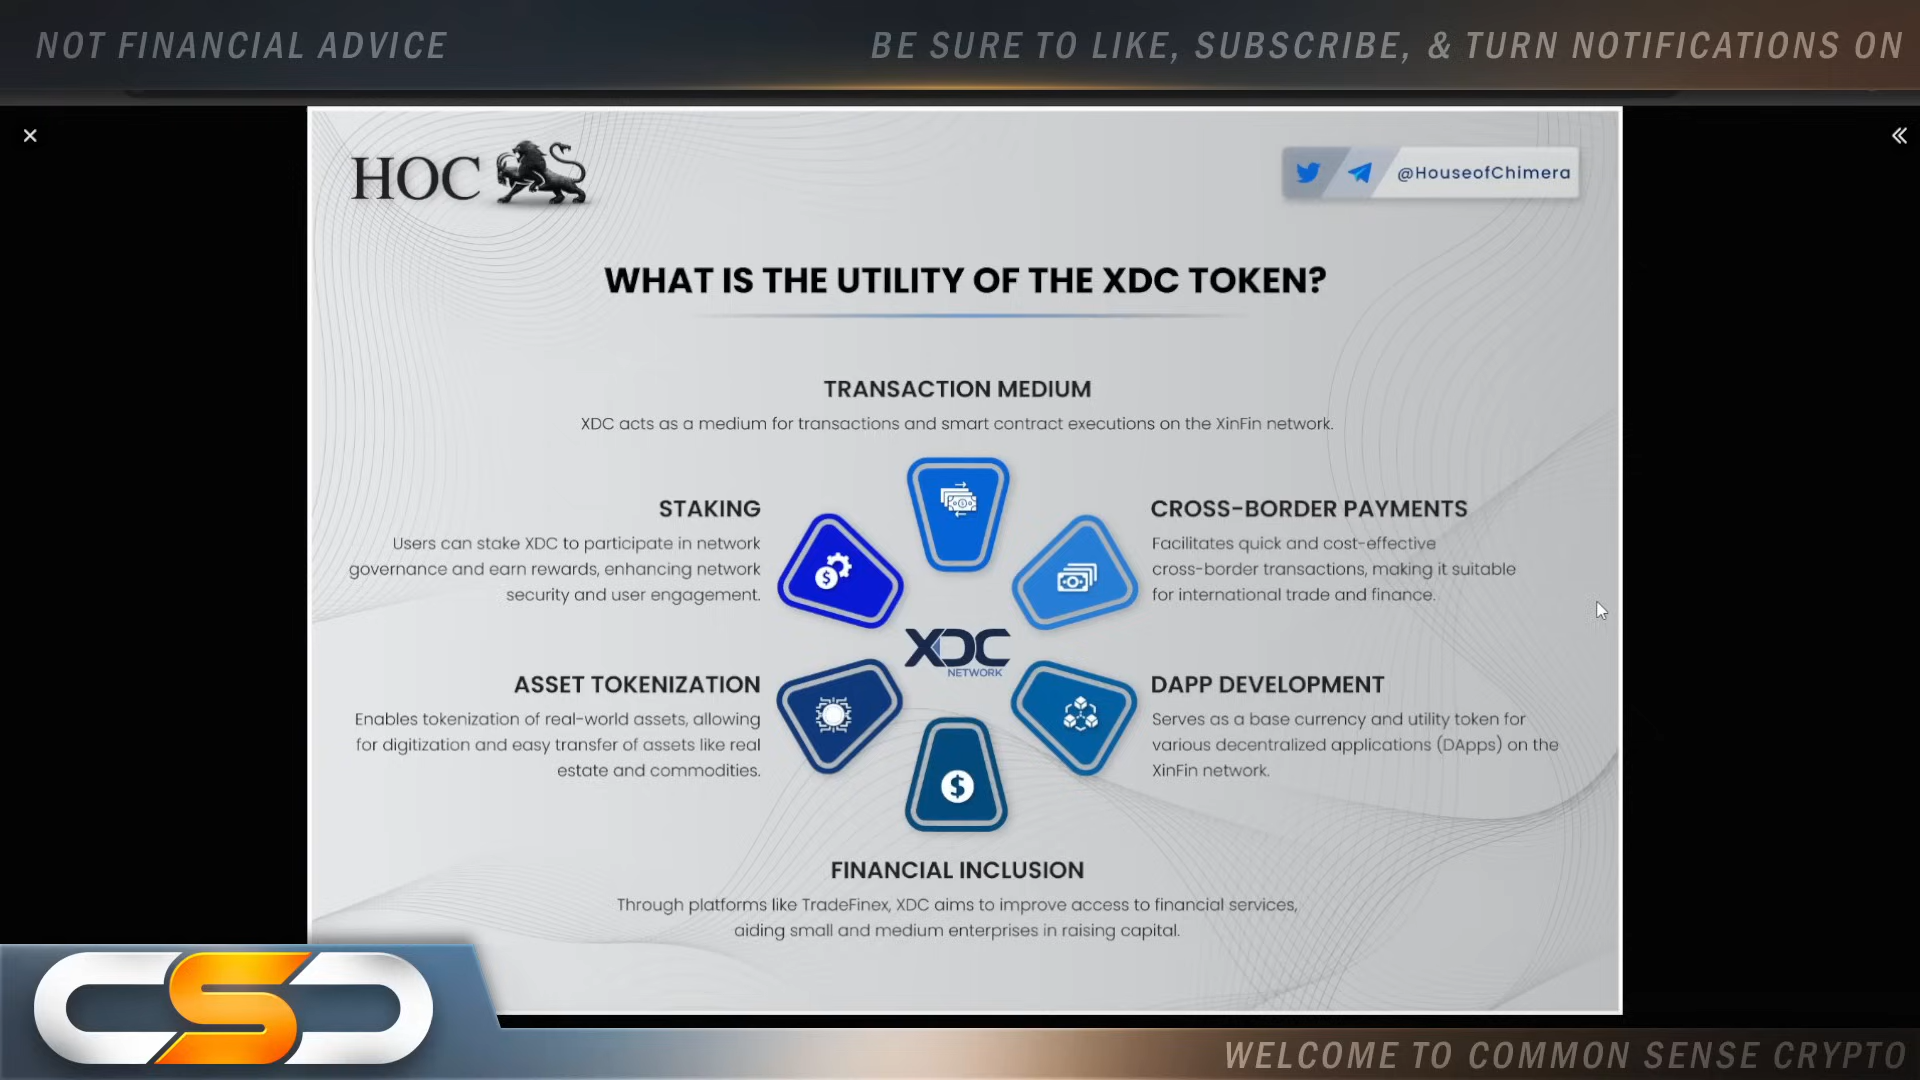 NOT FINANCIAL ADVICE
BE SURE TO LIKE, SUBSCRIBE, & TURN NOTIFICATIONS ON
HOC
@HouseofChimera
WHAT IS THE UTILITY OF THE XDC TOKEN?
TRANSACTION MEDIUM
XDC acts as a medium for transactions and smart contract executions on the XinFin network.
STAKING
Users can stake XDC to participate in network
governance and earn rewards, enhancing network
security and user engagement.
CROSS-BORDER PAYMENTS
Facilitates quick and cost-effective
cross-border transactions, making it suitable
for international trade and finance.
XDC
NETWORK
ASSET TOKENIZATION
Enables tokenization of real-world assets, allowing
for digitization and easy transfer of assets like real
estate and commodities.
DAPP DEVELOPMENT
Serves as a base currency and utility token for
various decentralized applications (DApps) on the
XinFin network.
FINANCIAL INCLUSION
Through platforms like TradeFinex, XDC aims to improve access to financial services,
aiding small and medium enterprises in raising capital.
CSC
WELCOME TO COMMON SENSE CRYPTO